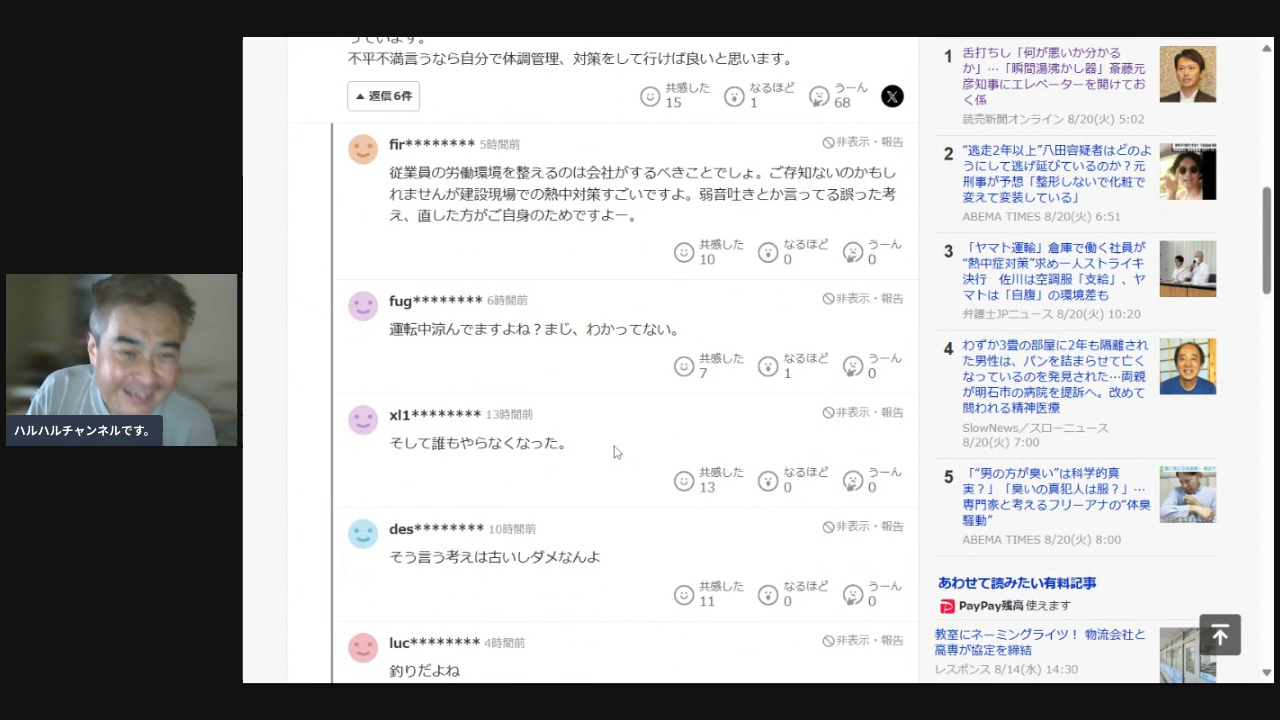 っています。
不平不満言うなら自分で体調管理、対策をして行けば良いと思います。
返信6件
共感した
15
なるほど
1
うーん
68
X
fir******** 5時間前
非表示・報告
従業員の労働環境を整えるのは会社がするべきことでしょ。ご存知ないのかもし
れませんが建設現場での熱中対策すごいですよ。弱音吐きとか言ってる誤った考
え、直した方がご自身のためですよー。
共感した
10
なるほど
0
うーん
0
fug******** 6時間前
非表示・報告
運転中涼んでますよね？まじ、わかってない。
共感した
7
なるほど
1
うーん
0
xl1******** 13時間前
非表示・報告
そして誰もやらなくなった。
共感した
13
なるほど
0
うーん
0
des******** 10時間前
非表示・報告
そう言う考えは古いしダメなんよ
共感した
11
なるほど
0
うーん
0
luc******** 4時間前
非表示・報告
釣りだよね
ハルハルチャンネルです。
1
舌打ちし「何が悪いか分かる
か」…「瞬間湯沸かし器」斎藤元
彦知事にエレベーターを開けてお
く係
読売新聞オンライン 8/20(火) 5:02
2
“逃走2年以上”八田容疑者はどのよ
うにして逃げ延びているのか？元
刑事が予想「整形しないで化粧で
変えて変装している」
ABEMA TIMES 8/20(火) 6:51
3
「ヤマト運輸」倉庫で働く社員が
“熱中症対策”求め一人ストライキ
決行　佐川は空調服「支給」、ヤ
マトは「自腹」の環境差も
弁護士JPニュース 8/20(火) 10:20
4
わずか3畳の部屋に2年も隔離され
た男性は、パンを詰まらせて亡く
なっているのを発見された…両親
が明石市の病院を提訴へ。改めて
問われる精神医療
SlowNews／スローニュース
8/20(火) 7:00
5
「“男の方が臭い”は科学的真
実？」「臭いの真犯人は服？」…
専門家と考えるフリーアナの“体臭
騒動”
ABEMA TIMES 8/20(火) 8:00
あわせて読みたい有料記事
PayPay残高 使えます
教室にネーミングライツ！ 物流会社と
高専が協定を締結
レスポンス 8/14(水) 14:30